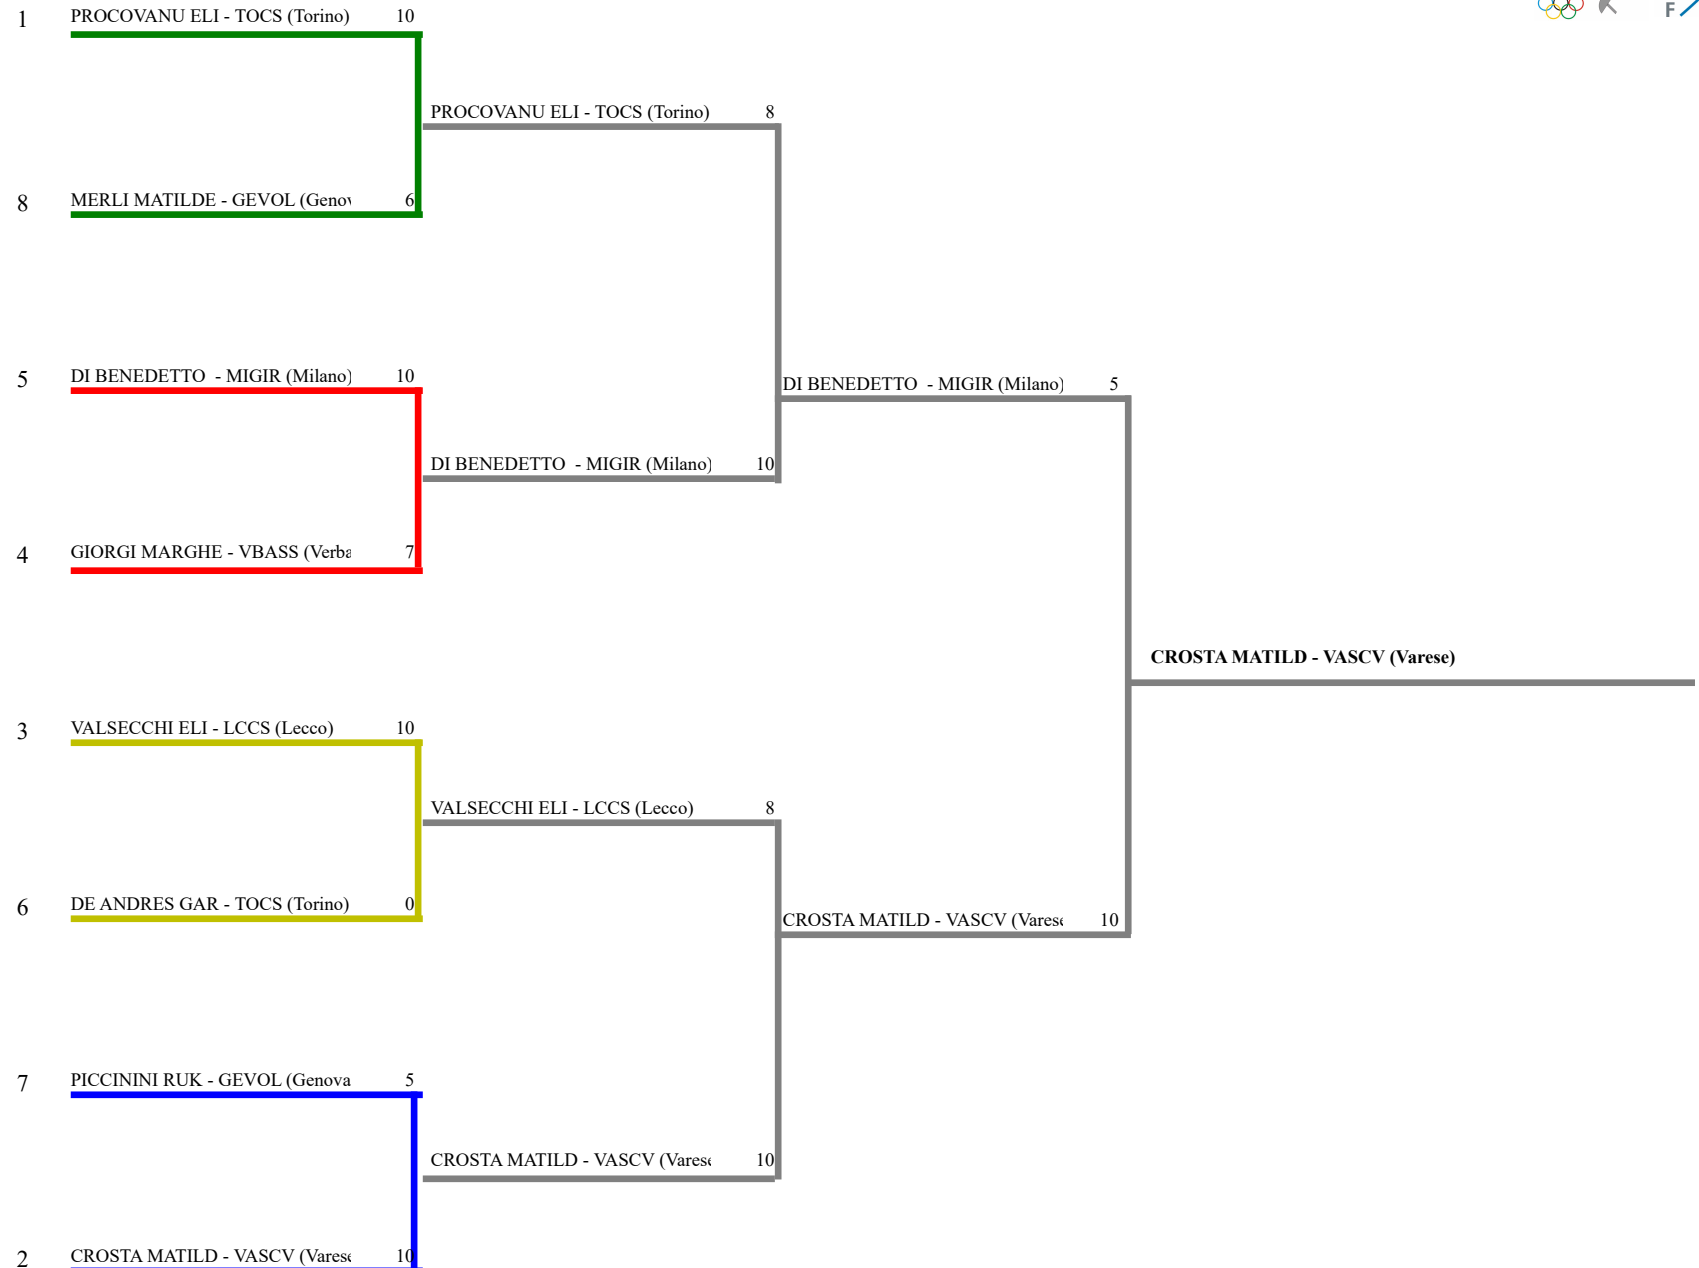 1 PROCOVANU ELI - TOCS (Torino) 10
F
PROCOVANU ELI - TOCS (Torino) 8
8 MERLI MATILDE - GEVOL (Genov 6
5 DI BENEDETTO - MIGIR (Milano) 10
DI BENEDETTO - MIGIR (Milano) 5
DI BENEDETTO - MIGIR (Milano) 10
4 GIORGI MARGHE - VBASS (Verba 7
CROSTA MATILD - VASCV (Varese)
3 VALSECCHI ELI - LCCS (Lecco) 10
VALSECCHI ELI - LCCS (Lecco) 8
6 DE ANDRES GAR - TOCS (Torino) 0
CROSTA MATILD - VASCV (Varese 10
7 PICCININI RUK - GEVOL (Genova 5
CROSTA MATILD - VASCV (Varese 10
2 CROSTA MATILD - VASCV (Varese 10